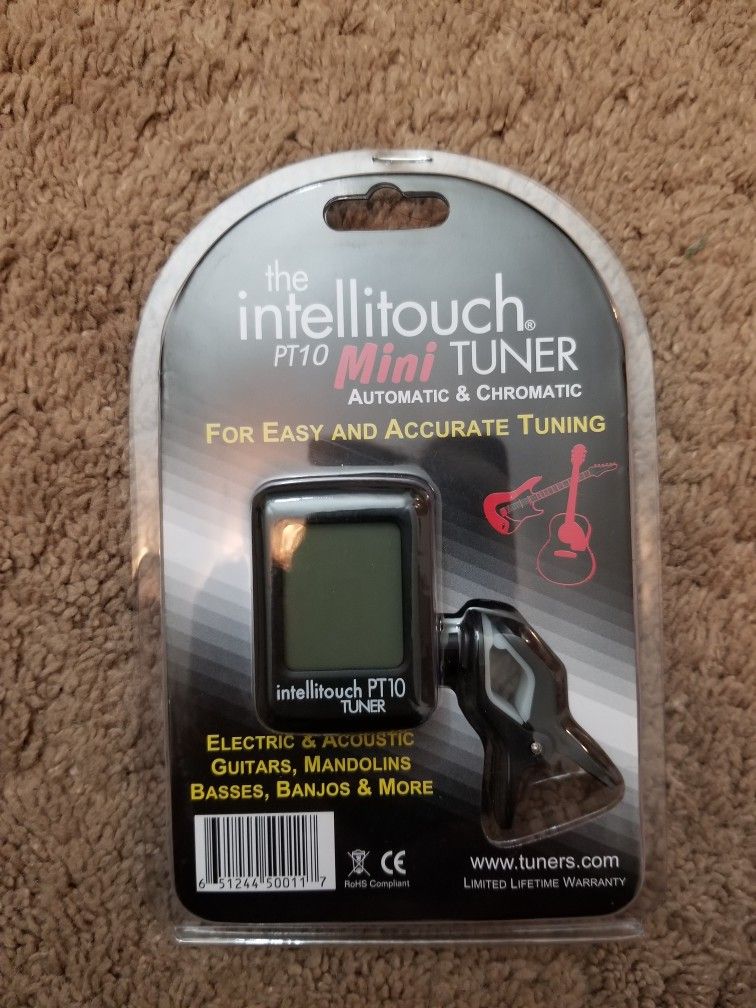 the
intellitouch®
PT10 Mini TUNER
AUTOMATIC & CHROMATIC
FOR EASY AND ACCURATE TUNING
intellitouch PT10
TUNER
ELECTRIC & ACOUSTIC
GUITARS, MANDOLINS
BASSES, BANJOS & MORE
6 51244 50011 7
CE
RoHS Compliant
www.tuners.com
LIMITED LIFETIME WARRANTY